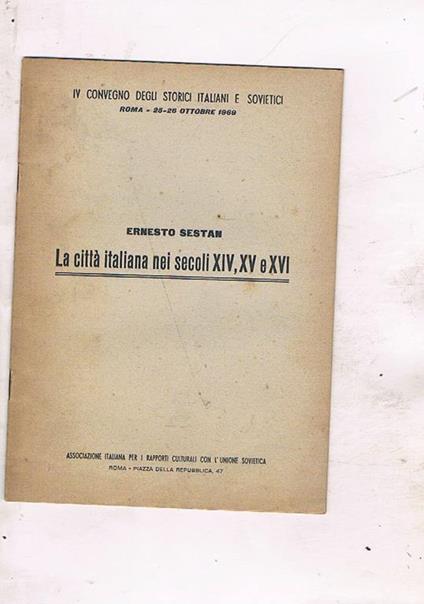 IV CONVEGNO DEGLI STORICI ITALIANI E SOVIETICI
ROMA - 25-26 OTTOBRE 1969
ERNESTO SESTAN
La città italiana nei secoli XIV, XV e XVI
ASSOCIAZIONE ITALIANA PER I RAPPORTI CULTURALI CON L'UNIONE SOVIETICA
ROMA - PIAZZA DELLA REPUBBLICA, 47